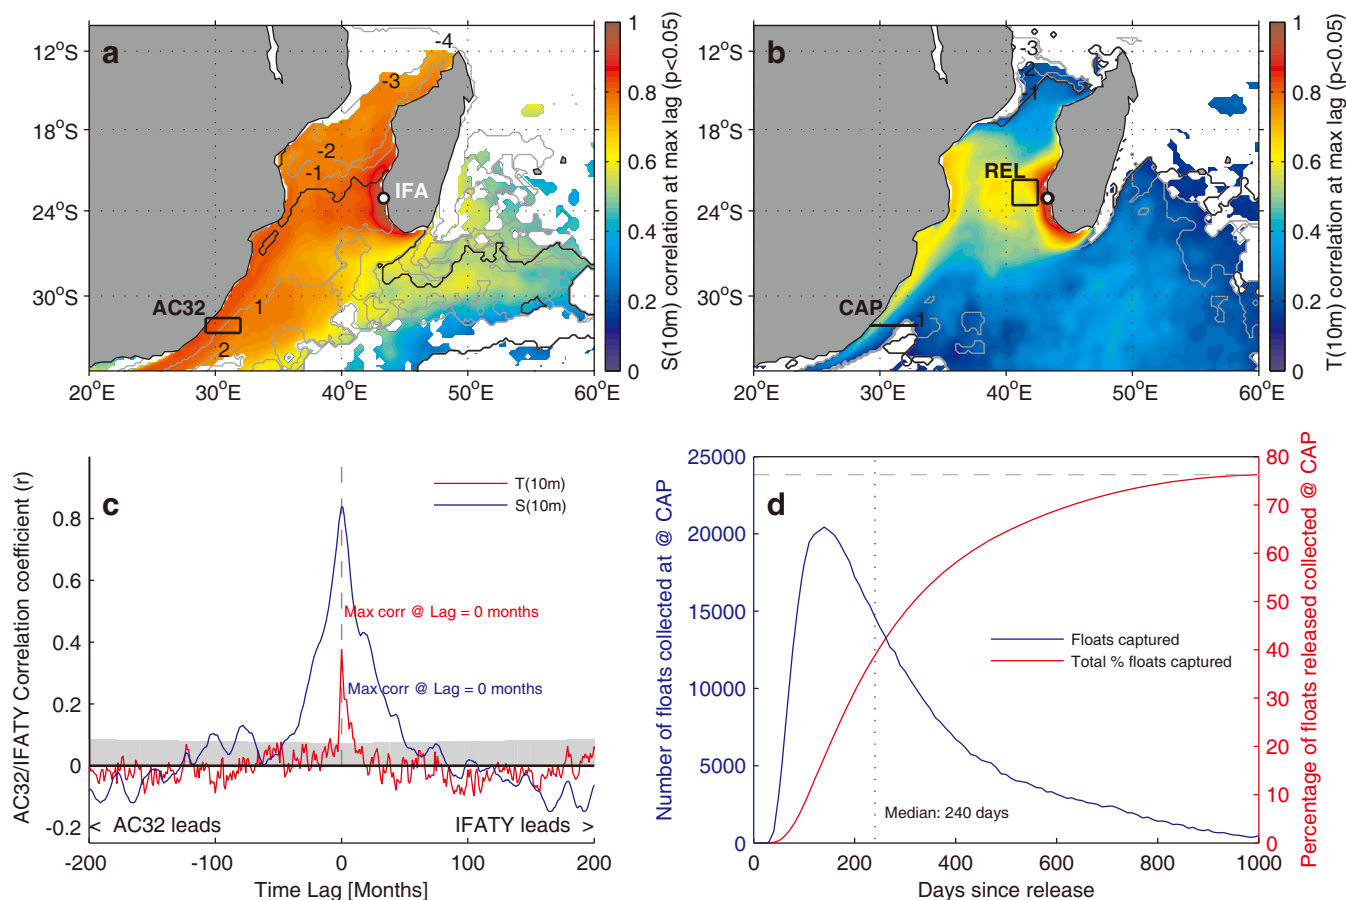 a
-4
-3
-2
-1
IFA
AC32
1
2
12°S
18°S
24°S
30°S
20°E
30°E
40°E
50°E
60°E
1
0.8
0.6
0.4
0.2
0
S(10m) correlation at max lag (p<0.05)
b
-3
-2
-1
REL
CAP
1
12°S
18°S
24°S
30°S
20°E
30°E
40°E
50°E
60°E
1
0.8
0.6
0.4
0.2
0
T(10m) correlation at max lag (p<0.05)
c
AC32/IFATY Correlation coefficient (r)
0.8
0.6
0.4
0.2
0
-0.2
T(10m)
S(10m)
Max corr @ Lag = 0 months
Max corr @ Lag = 0 months
< AC32 leads
IFATY leads >
-200
-100
0
100
200
Time Lag [Months]
d
Number of floats collected at @ CAP
25000
20000
15000
10000
5000
0
Floats captured
Total % floats captured
Median: 240 days
80
70
60
50
40
30
20
10
0
Percentage of floats released collected @ CAP
0
200
400
600
800
1000
Days since release